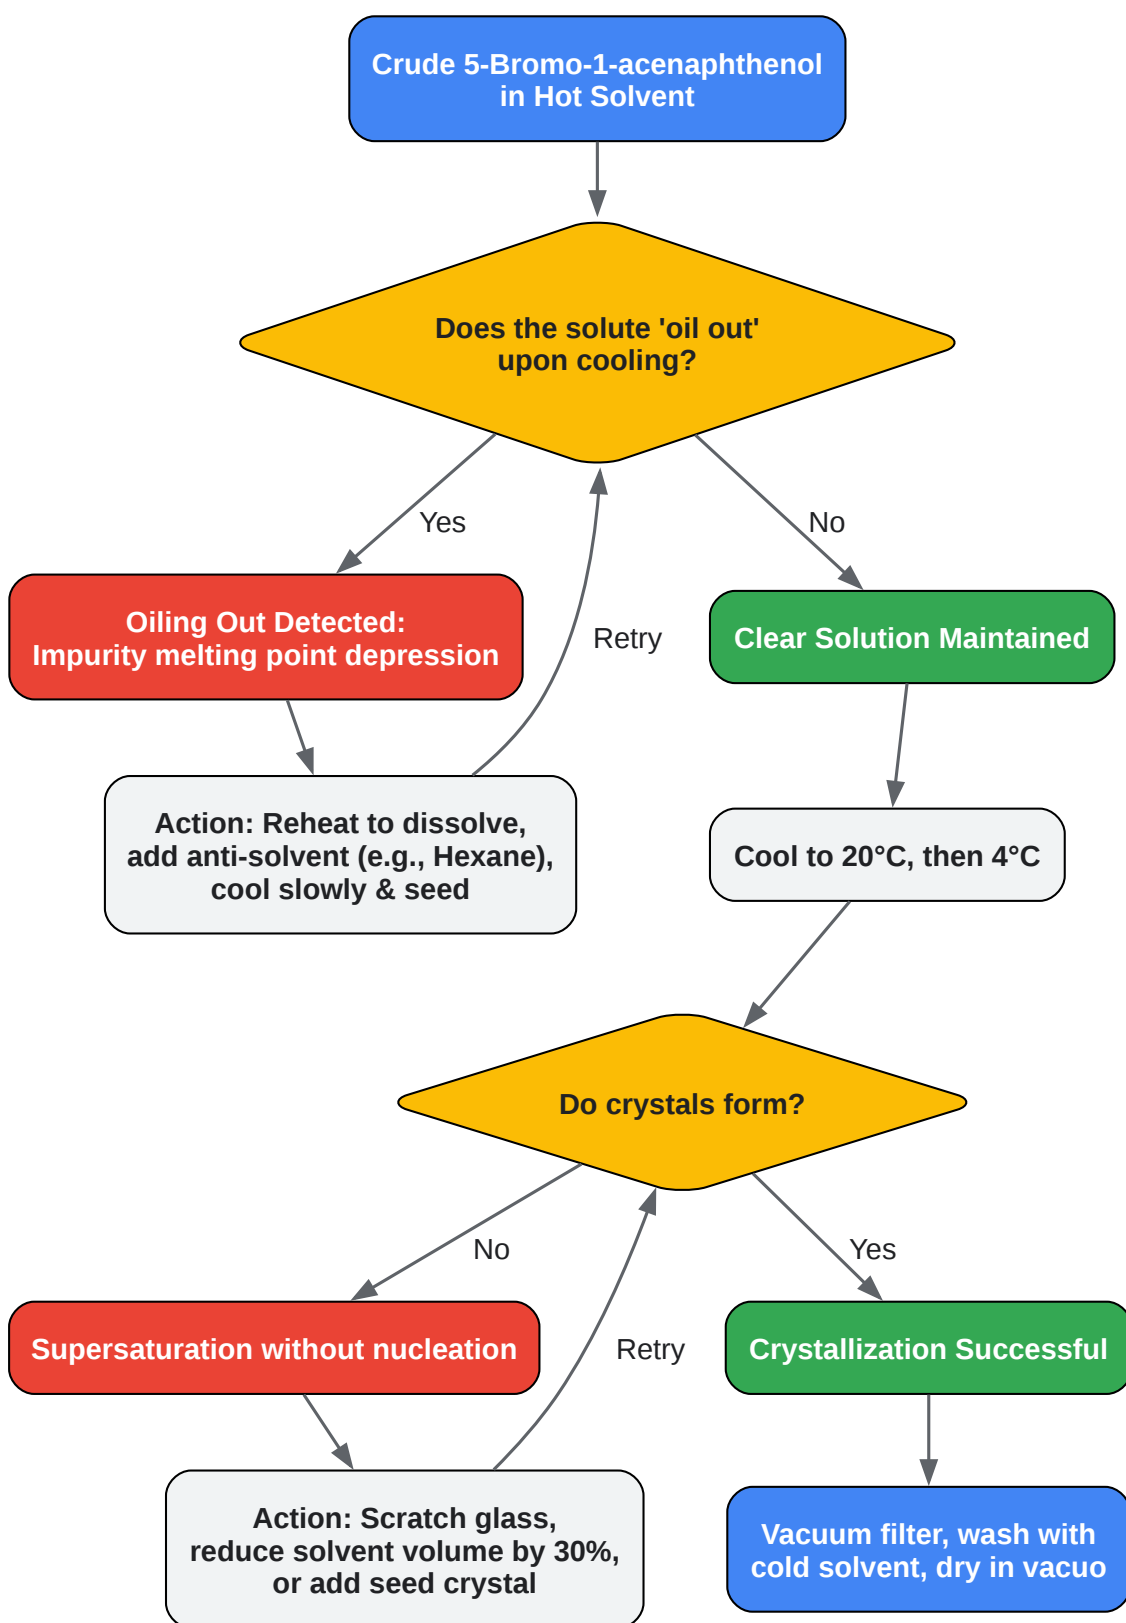 Crude 5-Bromo-1-acenaphthenol
in Hot Solvent
Does the solute 'oil out'
upon cooling?
Yes
No
Oiling Out Detected:
Impurity melting point depression
Retry
Clear Solution Maintained
Action: Reheat to dissolve,
add anti-solvent (e.g., Hexane),
cool slowly & seed
Cool to 20°C, then 4°C
Do crystals form?
No
Yes
Supersaturation without nucleation
Retry
Crystallization Successful
Action: Scratch glass,
reduce solvent volume by 30%,
or add seed crystal
Vacuum filter, wash with
cold solvent, dry in vacuo